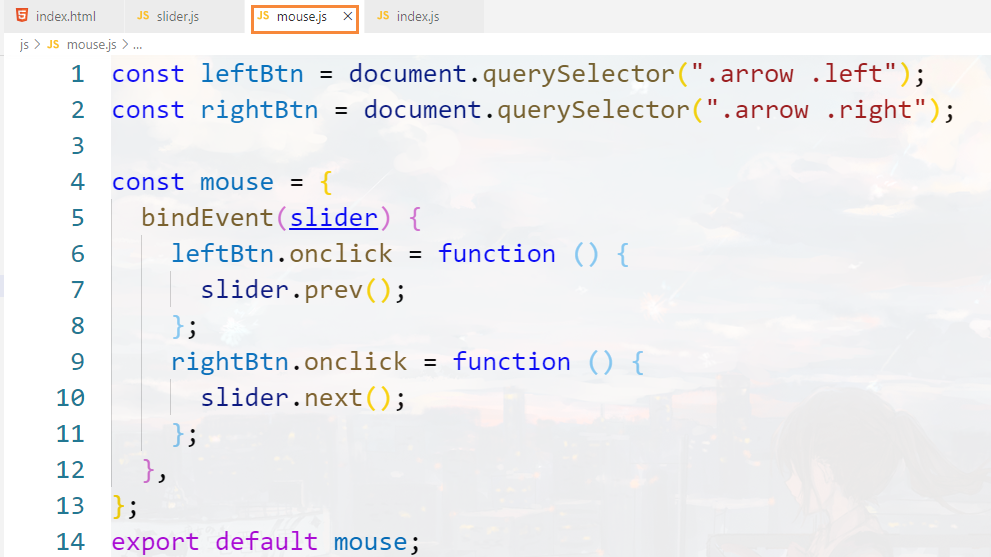 index.html JS slider.js JS mouse.js × JS index.js
js > JS mouse.js > ...
1 const leftBtn = document.querySelector(".arrow .left");
2 const rightBtn = document.querySelector(".arrow .right");
3
4 const mouse = {
5   bindEvent(slider) {
6     leftBtn.onclick = function () {
7       slider.prev();
8     };
9     rightBtn.onclick = function () {
10       slider.next();
11     };
12   },
13 };
14 export default mouse;